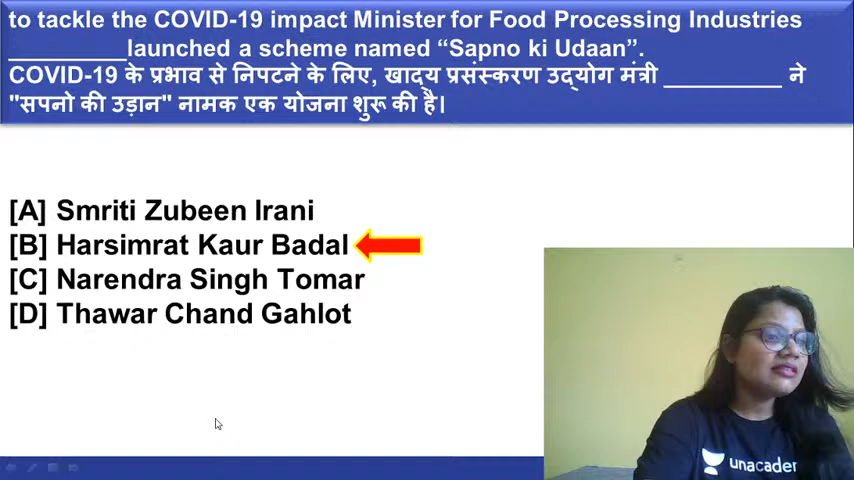 to tackle the COVID-19 impact Minister for Food Processing Industries
_________launched a scheme named “Sapno ki Udaan”.
COVID-19 के प्रभाव से निपटने के लिए, खाद्य प्रसंस्करण उद्योग मंत्री _________ ने
"सपनो की उड़ान" नामक एक योजना शुरू की है।
[A] Smriti Zubeen Irani
[B] Harsimrat Kaur Badal
[C] Narendra Singh Tomar
[D] Thawar Chand Gahlot
unacade